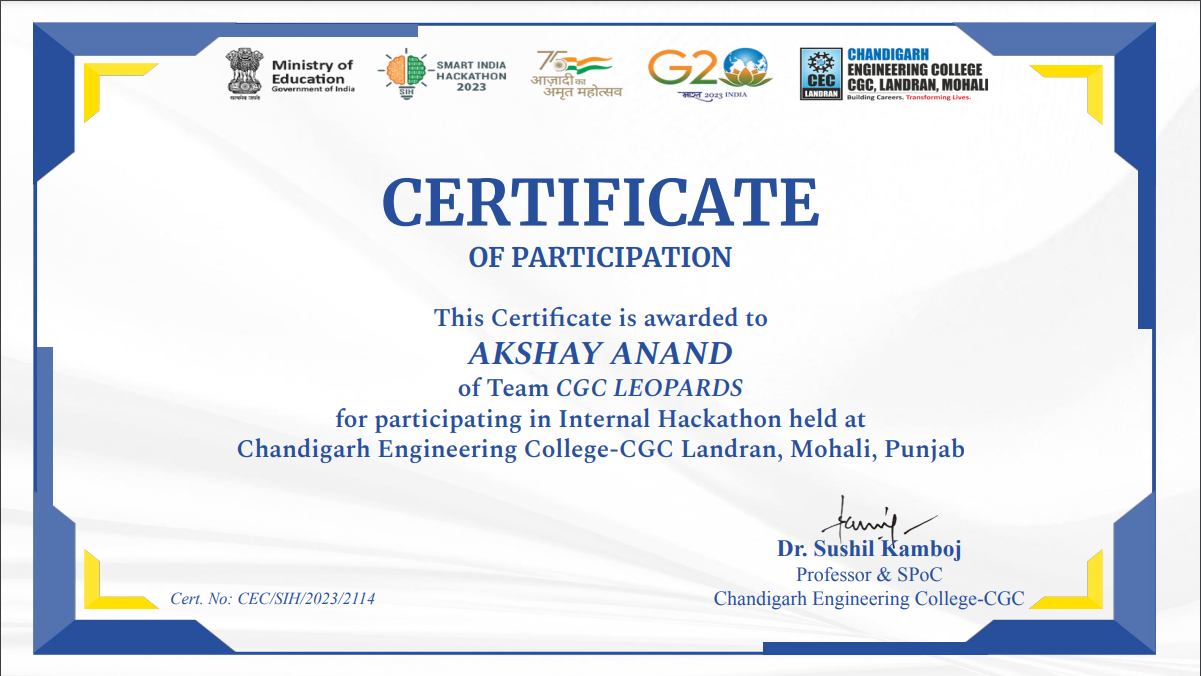 Ministry of
Education
Government of India
सत्यमेव जयते
SMART INDIA
HACKATHON
2023
SIH
75
आज़ादी का
अमृत महोत्सव
G20
भारत 2023 INDIA
CEC
LANDRAN
CHANDIGARH
ENGINEERING COLLEGE
CGC, LANDRAN, MOHALI
Building Careers. Transforming Lives.
CERTIFICATE
OF PARTICIPATION
This Certificate is awarded to
AKSHAY ANAND
of Team CGC LEOPARDS
for participating in Internal Hackathon held at
Chandigarh Engineering College-CGC Landran, Mohali, Punjab
Dr. Sushil Kamboj
Professor & SPoC
Chandigarh Engineering College-CGC
Cert. No: CEC/SIH/2023/2114